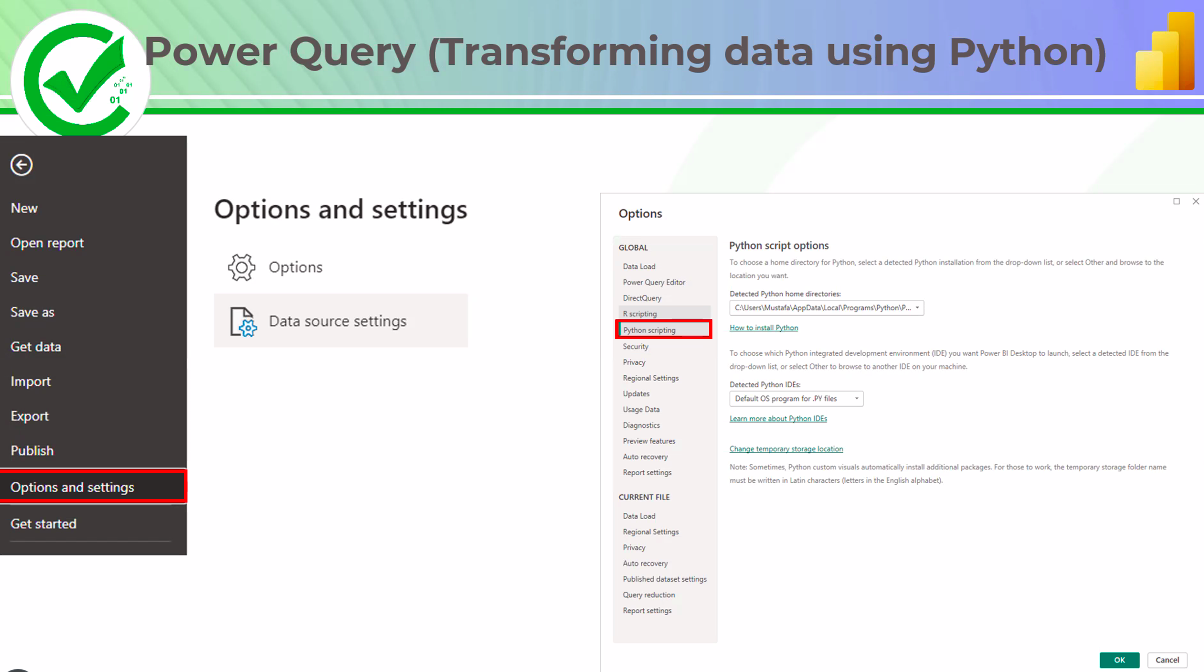 Power Query (Transforming data using Python)
01 01
01
01
New
Open report
Save
Save as
Get data
Import
Export
Publish
Options and settings
Get started
Options and settings
Options
Data source settings
Options
GLOBAL
Data Load
Power Query Editor
DirectQuery
R scripting
Python scripting
Security
Privacy
Regional Settings
Updates
Usage Data
Diagnostics
Preview features
Auto recovery
Report settings
CURRENT FILE
Data Load
Regional Settings
Privacy
Auto recovery
Published dataset settings
Query reduction
Report settings
Python script options
To choose a home directory for Python, select a detected Python installation from the drop-down list, or select Other and browse to the
location you want.
Detected Python home directories:
C:\Users\Mustafa\AppData\Local\Programs\Python\P...
How to install Python
To choose which Python integrated development environment (IDE) you want Power BI Desktop to launch, select a detected IDE from the
drop-down list, or select Other to browse to another IDE on your machine.
Detected Python IDEs:
Default OS program for .PY files
Learn more about Python IDEs
Change temporary storage location
Note: Sometimes, Python custom visuals automatically install additional packages. For those to work, the temporary storage folder name
must be written in Latin characters (letters in the English alphabet).
OK
Cancel